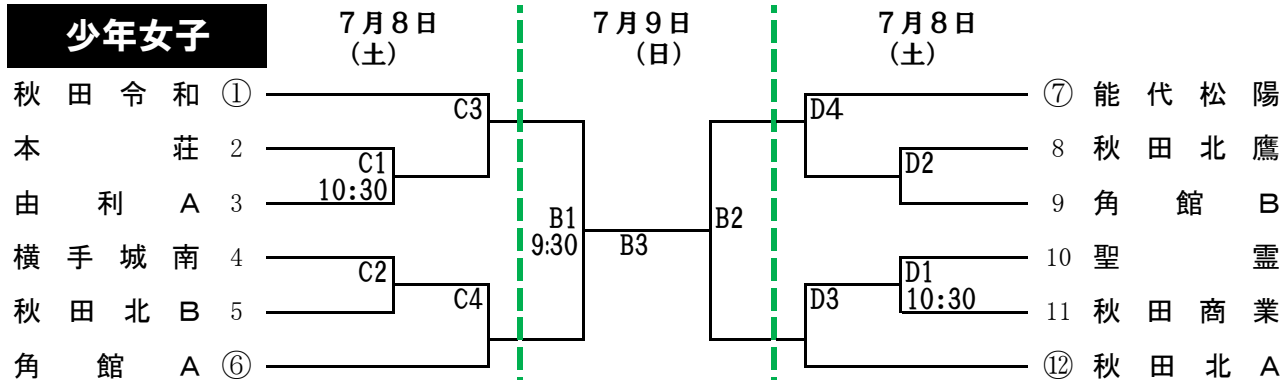 少年女子
7月8日
(土)
7月9日
(日)
7月8日
(土)
秋田令和 ①
本荘 2
由利A 3
横手城南 4
秋田北B 5
角館A ⑥
C3
C1
10:30
C2
C4
B1
9:30
B3
B2
D4
D2
D1
10:30
D3
⑦ 能代松陽
8 秋田北鷹
9 角館B
10 聖霊
11 秋田商業
⑫ 秋田北A